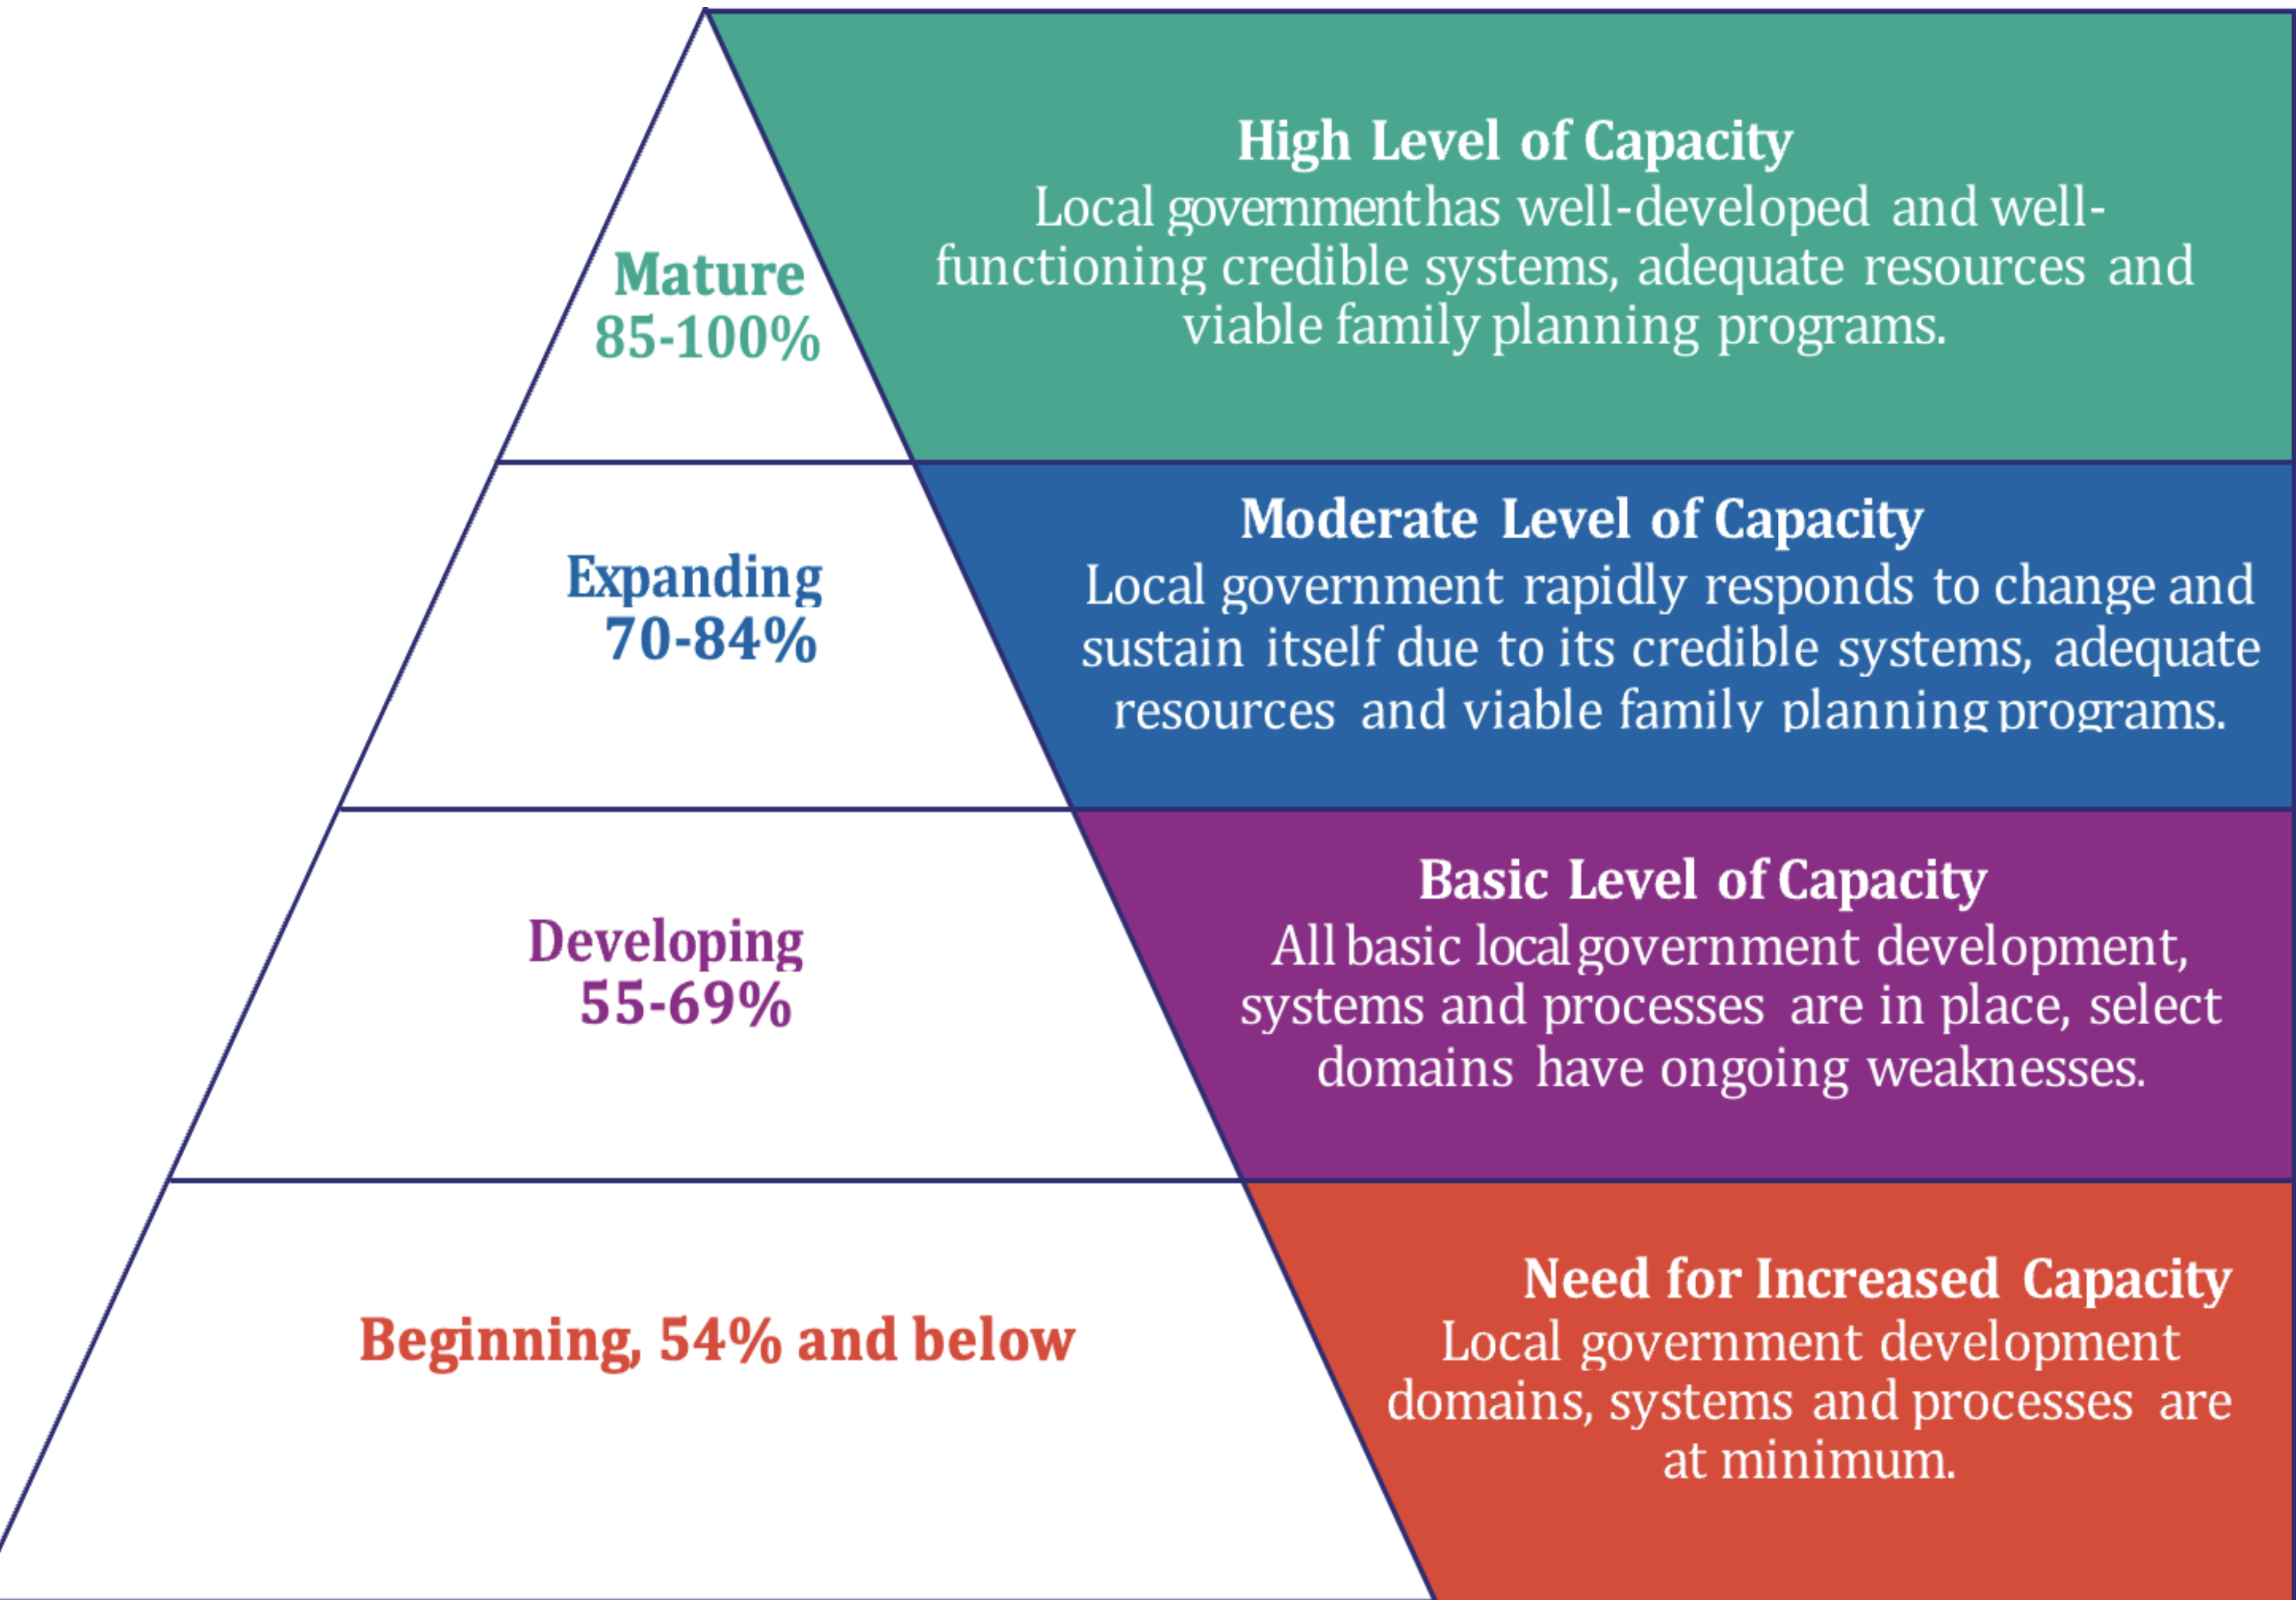 Mature
85-100%
High Level of Capacity
Local government has well-developed and well-
functioning credible systems, adequate resources and
viable family planning programs.
Expanding
70-84%
Moderate Level of Capacity
Local government rapidly responds to change and
sustain itself due to its credible systems, adequate
resources and viable family planning programs.
Developing
55-69%
Basic Level of Capacity
All basic local government development,
systems and processes are in place, select
domains have ongoing weaknesses.
Beginning, 54% and below
Need for Increased Capacity
Local government development
domains, systems and processes are
at minimum.